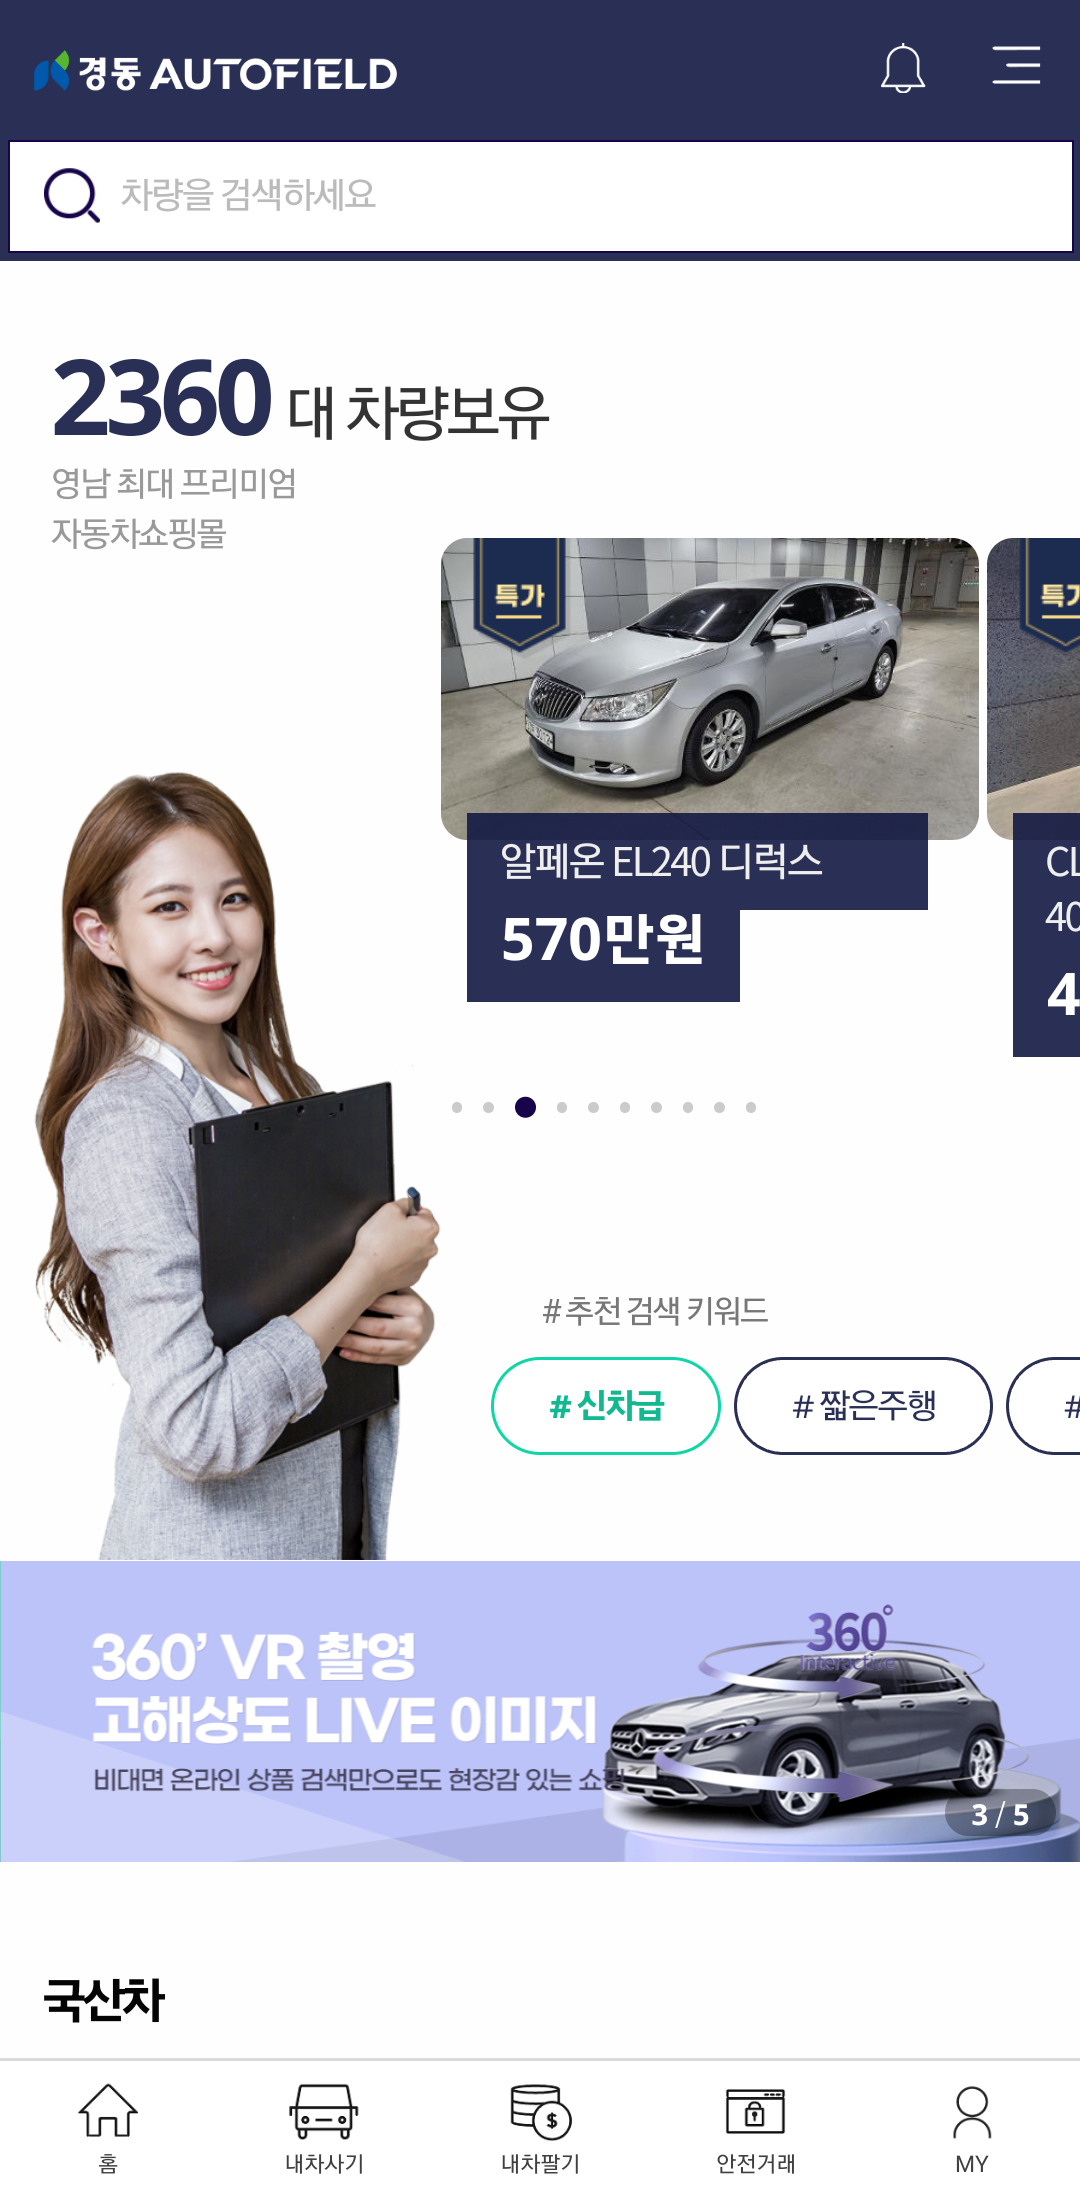 경동 AUTOFIELD
차량을 검색하세요
2360 대 차량보유
영남 최대 프리미엄
자동차쇼핑몰
특가
특가
알페온 EL240 디럭스
570만원
CL
40
4
# 추천 검색 키워드
# 신차급
# 짧은주행
#
360° Interactive
360’ VR 촬영
고해상도 LIVE 이미지
비대면 온라인 상품 검색만으로도 현장감 있는 쇼핑
3 / 5
국산차
홈
내차사기
내차팔기
안전거래
MY